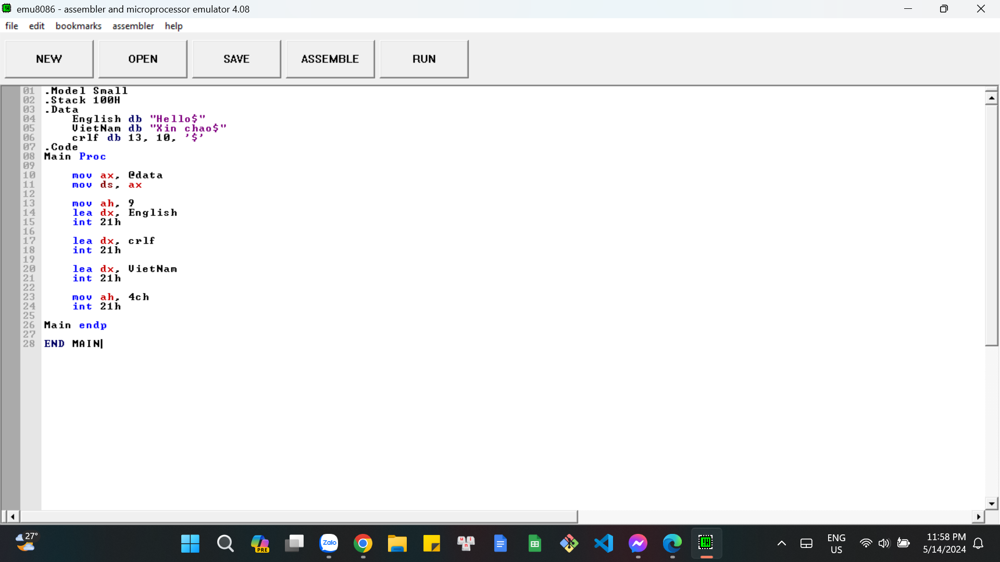 emu8086 - assembler and microprocessor emulator 4.08
file edit bookmarks assembler help
NEW OPEN SAVE ASSEMBLE RUN
01 .Model Small
02 .Stack 100H
03 .Data
04 English db "Hello$"
05 VietNam db "Xin chao$"
06 crlf db 13, 10, '$'
07 .Code
08 Main Proc
09
10 mov ax, @data
11 mov ds, ax
12
13 mov ah, 9
14 lea dx, English
15 int 21h
16
17 lea dx, crlf
18 int 21h
19
20 lea dx, VietNam
21 int 21h
22
23 mov ah, 4ch
24 int 21h
25
26 Main endp
27
28 END MAIN
27°
PRE
Zalo
u i n
ENG
US
11:58 PM
5/14/2024